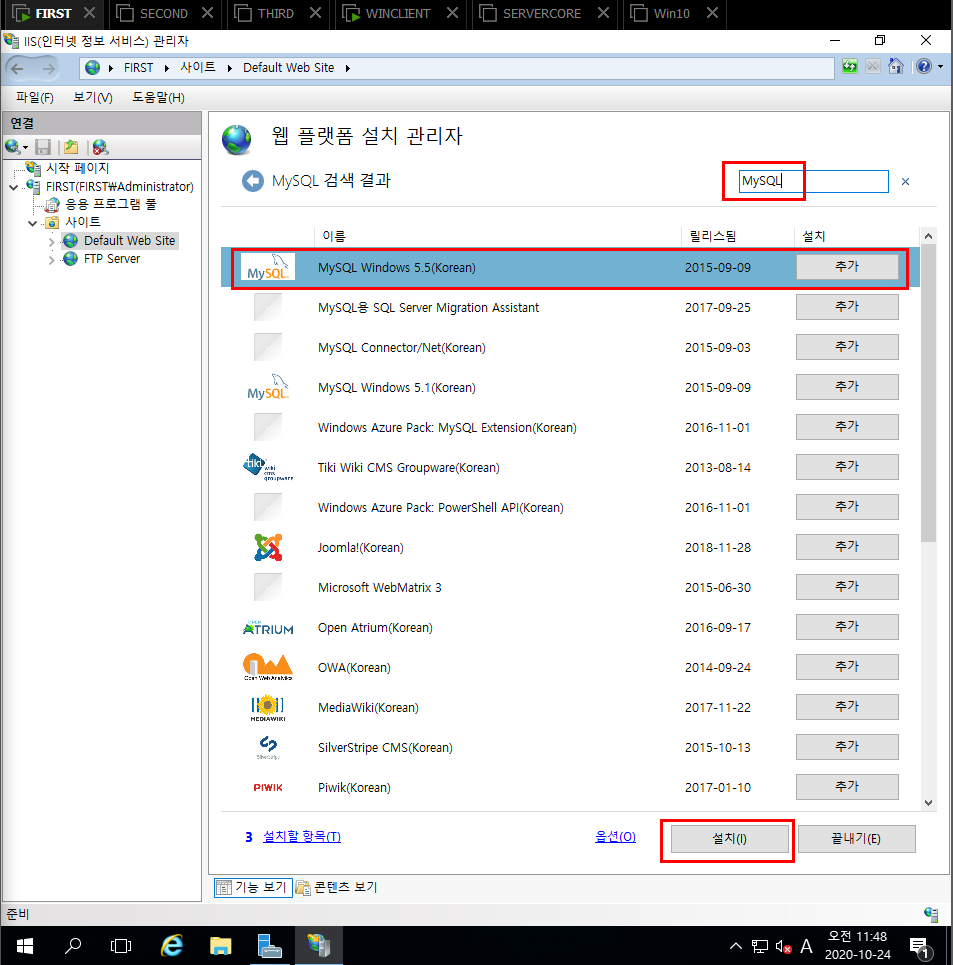 FIRST SECOND THIRD WINCLIENT SERVERCORE Win10
IIS(인터넷 정보 서비스) 관리자
FIRST 사이트 Default Web Site
파일(F) 보기(V) 도움말(H)
연결
시작 페이지
FIRST(FIRST₩Administrator)
응용 프로그램 풀
사이트
Default Web Site
FTP Server
웹 플랫폼 설치 관리자
MySQL 검색 결과 MySQL
이름 릴리스됨 설치
MySQL MySQL Windows 5.5(Korean) 2015-09-09 추가
MySQL용 SQL Server Migration Assistant 2017-09-25 추가
MySQL Connector/Net(Korean) 2015-09-03 추가
MySQL MySQL Windows 5.1(Korean) 2015-09-09 추가
Windows Azure Pack: MySQL Extension(Korean) 2016-11-01 추가
tiki wiki cms groupware Tiki Wiki CMS Groupware(Korean) 2013-08-14 추가
Windows Azure Pack: PowerShell API(Korean) 2016-11-01 추가
Joomla!(Korean) 2018-11-28 추가
Microsoft WebMatrix 3 2015-06-30 추가
OPEN ATRIUM Open Atrium(Korean) 2016-09-17 추가
Open Web Analytics OWA(Korean) 2014-09-24 추가
MEDIAWIKI MediaWiki(Korean) 2017-11-22 추가
SilverStripe SilverStripe CMS(Korean) 2015-10-13 추가
PIWIK Piwik(Korean) 2017-01-10 추가
3 설치할 항목(T) 옵션(O) 설치(I) 끝내기(E)
기능 보기 콘텐츠 보기
준비
A 오전 11:48
2020-10-24 1